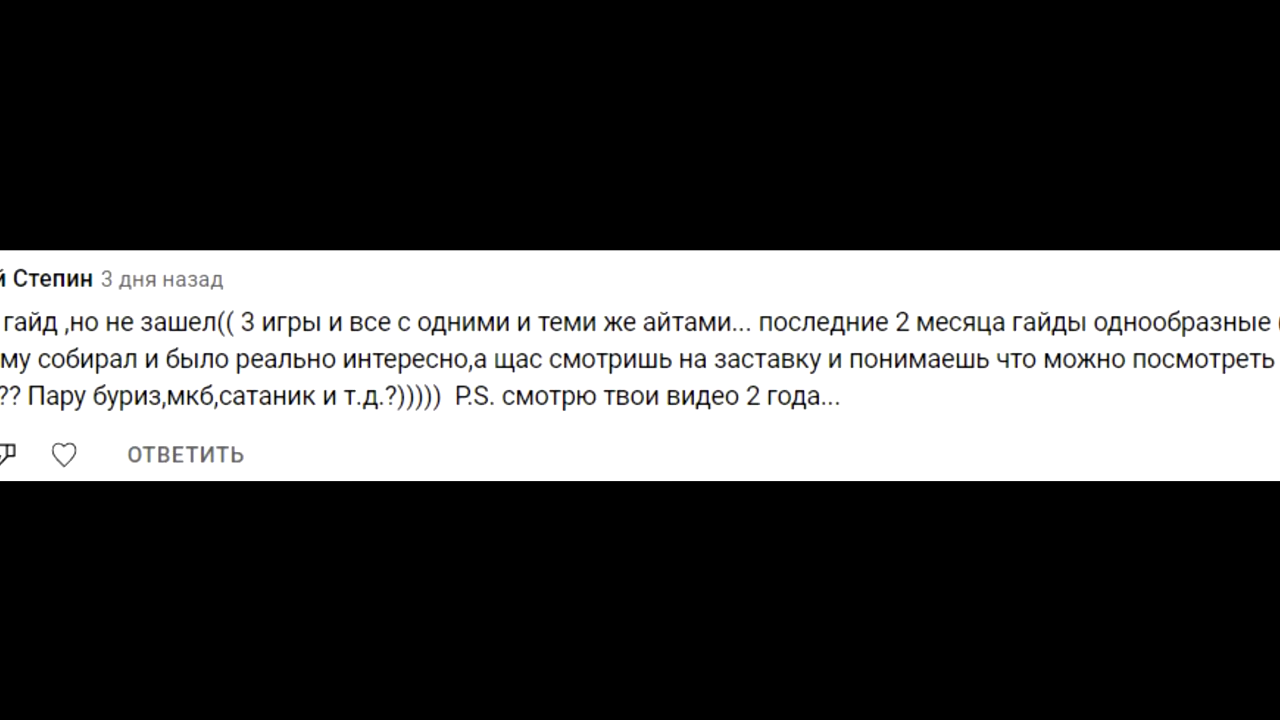 й Степин 3 дня назад
гайд ,но не зашел(( 3 игры и все с одними и теми же айтами... последние 2 месяца гайды однообразные (
му собирал и было реально интересно,а щас смотришь на заставку и понимаешь что можно посмотреть
?? Пару буриз,мкб,сатаник и т.д.?))))) P.S. смотрю твои видео 2 года...
ОТВЕТИТЬ